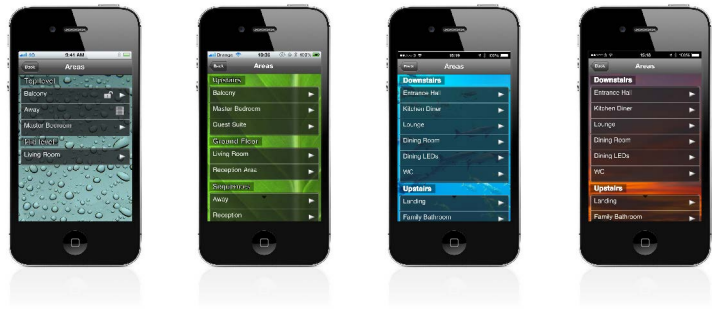 9:41 AM
Back
Areas
Top level
Balcony
Away
Master Bedroom
Living Room
Orange
100%
Back
Areas
Upstairs
Balcony
Master Bedroom
Guest Suite
Ground Floor
Living Room
Reception Area
Sequences
Away
Reception
100%
Back
Areas
Downstairs
Entrance Hall
Kitchen Diner
Lounge
Dining Room
Dining LEDs
WC
Upstairs
Landing
Family Bathroom
100%
Back
Areas
Downstairs
Entrance Hall
Kitchen Diner
Lounge
Dining Room
Dining LEDs
WC
Upstairs
Landing
Family Bathroom